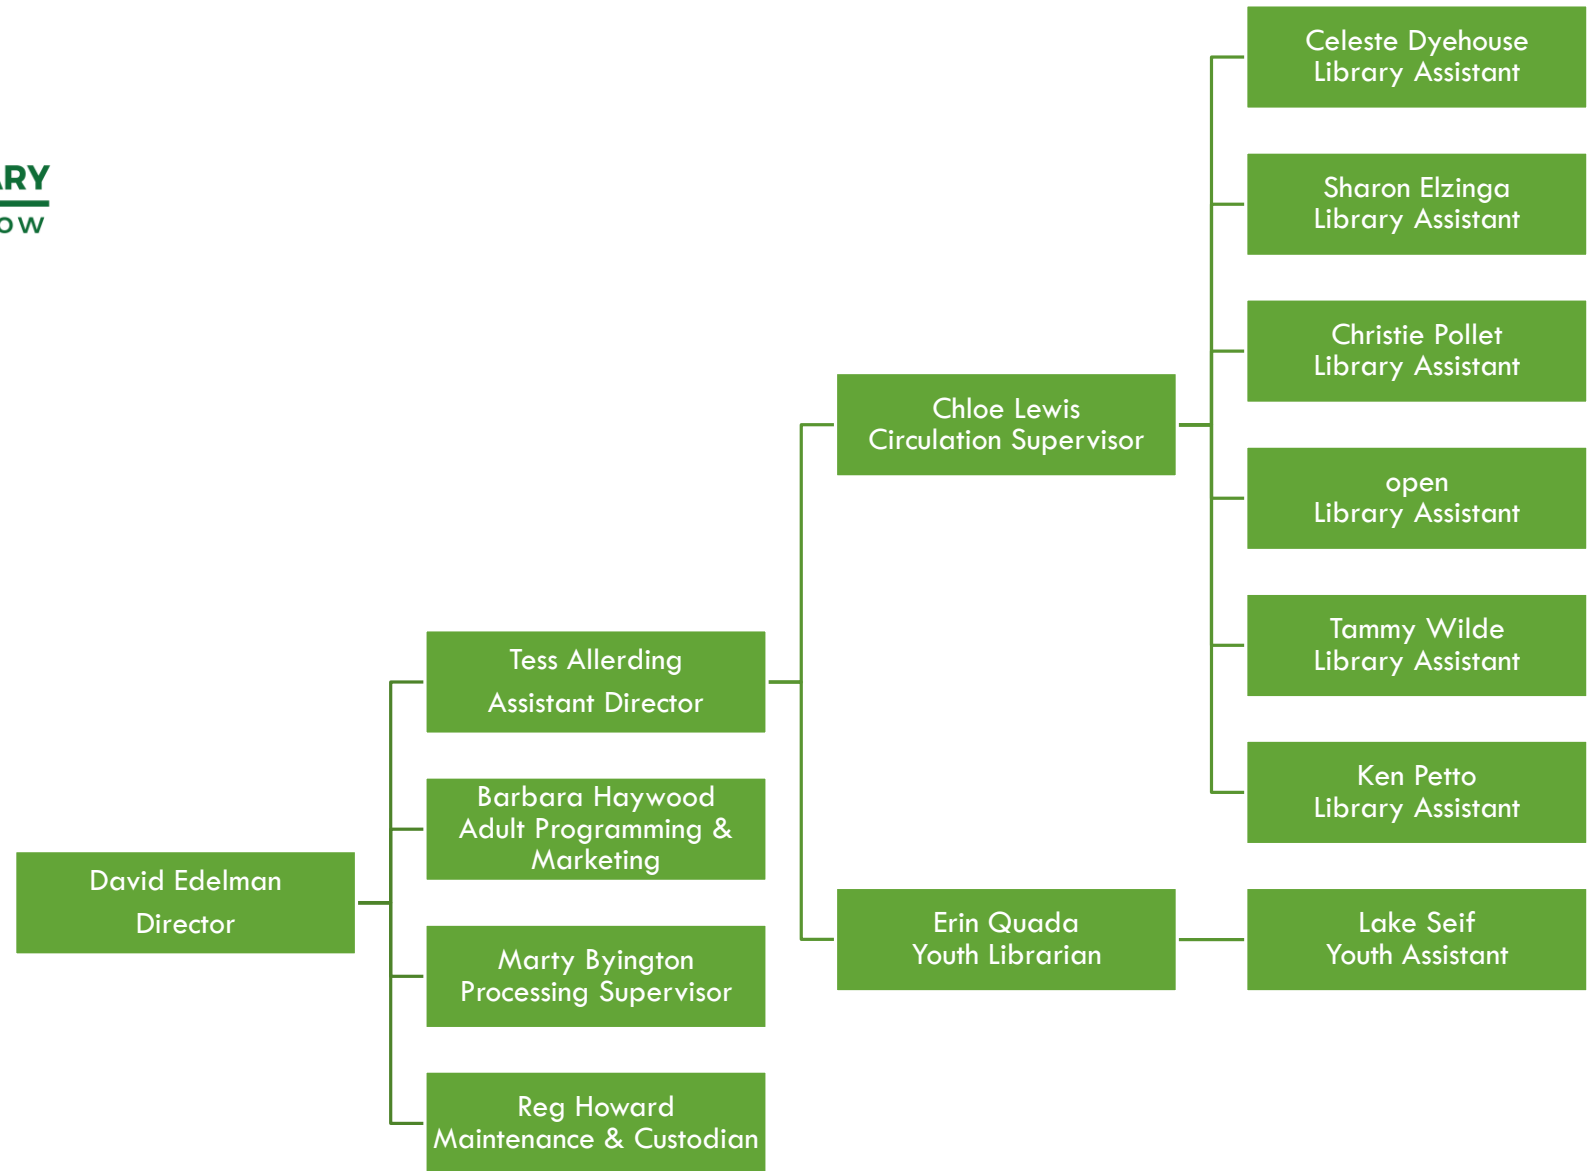 David Edelman
Director
Tess Allerding
Assistant Director
Barbara Haywood
Adult Programming &
Marketing
Marty Byington
Processing Supervisor
Reg Howard
Maintenance & Custodian
Chloe Lewis
Circulation Supervisor
Erin Quada
Youth Librarian
Celeste Dyehouse
Library Assistant
Sharon Elzinga
Library Assistant
Christie Pollet
Library Assistant
open
Library Assistant
Tammy Wilde
Library Assistant
Ken Petto
Library Assistant
Lake Seif
Youth Assistant